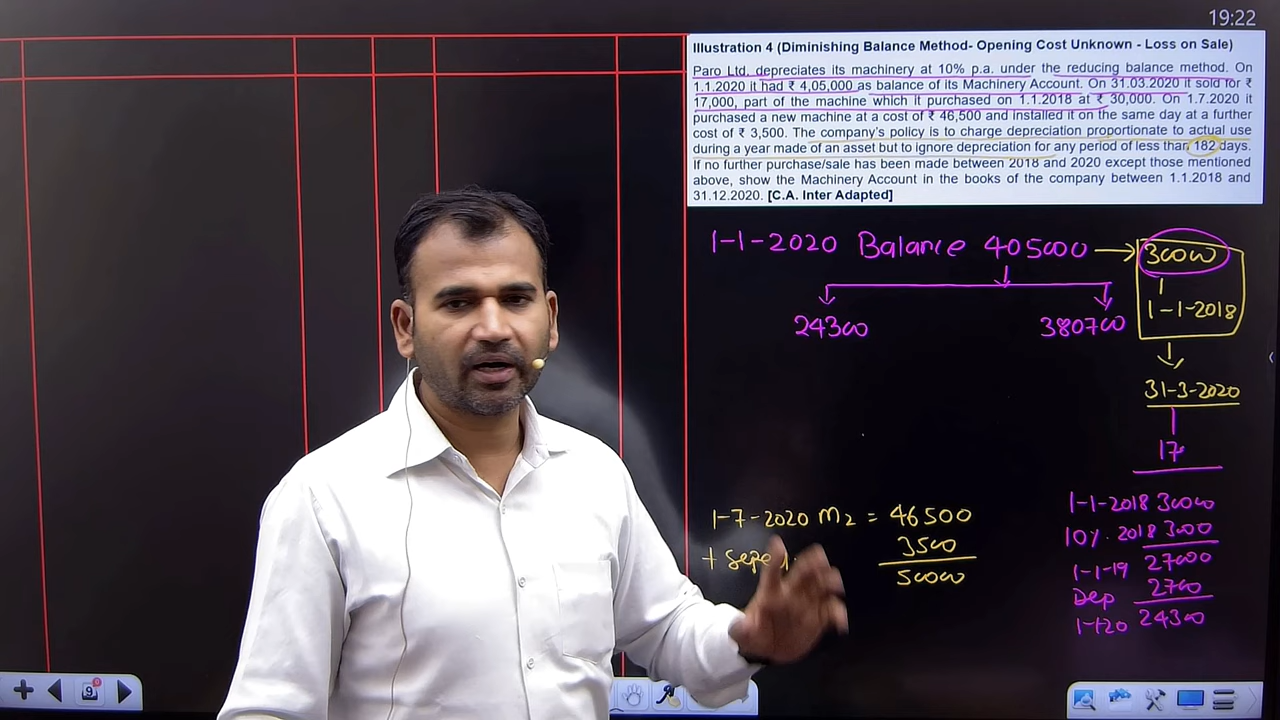 19:22
Illustration 4 (Diminishing Balance Method- Opening Cost Unknown - Loss on Sale)
Paro Ltd. depreciates its machinery at 10% p.a. under the reducing balance method. On
1.1.2020 it had ₹ 4,05,000 as balance of its Machinery Account. On 31.03.2020 it sold for ₹
17,000, part of the machine which it purchased on 1.1.2018 at ₹ 30,000. On 1.7.2020 it
purchased a new machine at a cost of ₹ 46,500 and installed it on the same day at a further
cost of ₹ 3,500. The company's policy is to charge depreciation proportionate to actual use
during a year made of an asset but to ignore depreciation for any period of less than 182 days.
If no further purchase/sale has been made between 2018 and 2020 except those mentioned
above, show the Machinery Account in the books of the company between 1.1.2018 and
31.12.2020. [C.A. Inter Adapted]
1-1-2020 Balance 405000 → 30000
1-1-2018
24300 380700
31-3-2020
17
1-7-2020 M2 = 46500
+ 3500
50000
1-1-2018 30000
10%. 2018 3000
1-1-19 27000
Dep 2700
1-1-20 24300
9